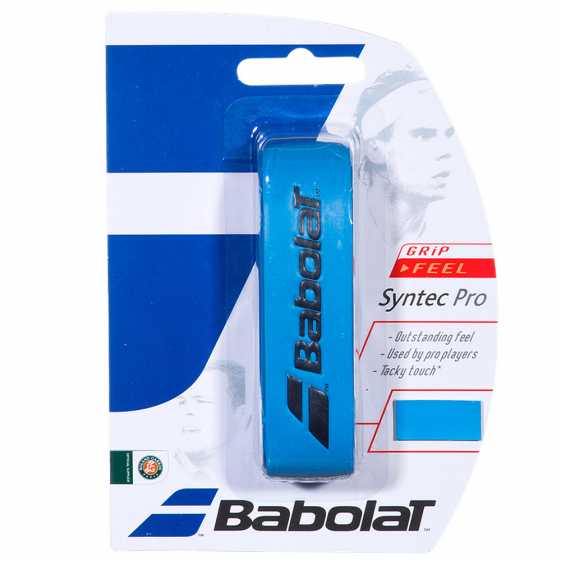 BABOLAT
GRiP
►FEEL
Syntec Pro
- Outstanding feel
- Used by pro players
- Tacky touch*
BABOLAT